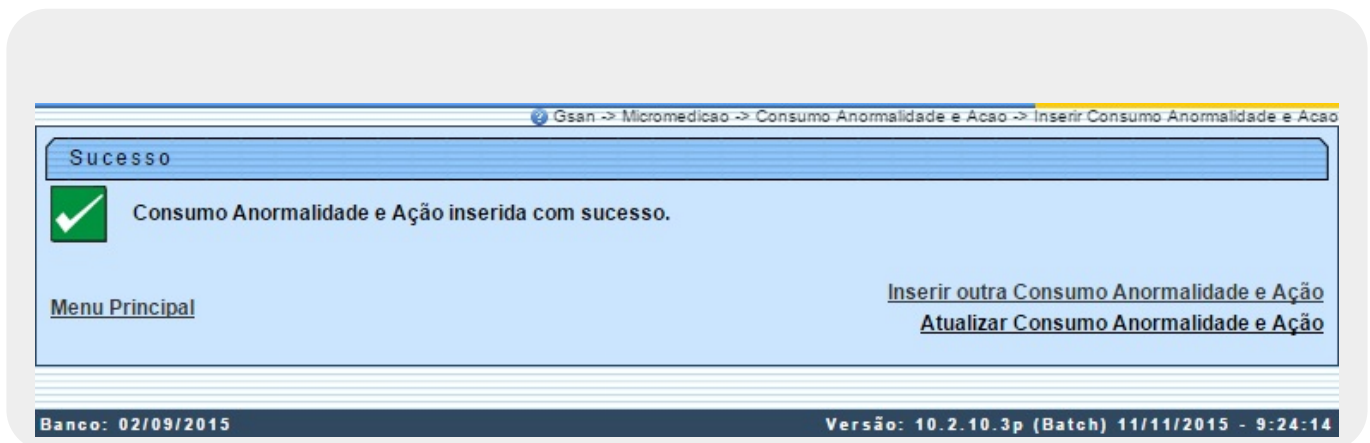 Gsan -> Micromedicao -> Consumo Anormalidade e Acao -> Inserir Consumo Anormalidade e Acao
Sucesso
Consumo Anormalidade e Ação inserida com sucesso.
Menu Principal
Inserir outra Consumo Anormalidade e Ação
Atualizar Consumo Anormalidade e Ação
Banco: 02/09/2015 Versão: 10.2.10.3p (Batch) 11/11/2015 - 9:24:14